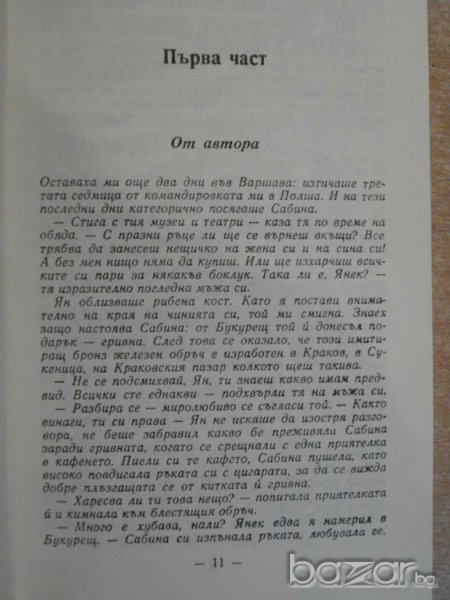 Първа част
От автора
Оставаха ми още два дни във Варшава: изтичаше тре-
тата седмица от командировката ми в Полша. И на тези
последни дни категорично посягаше Сабина.
— Стига с тия музеи и театри — каза тя по време на
обяда. — С празни ръце ли ще се върнеш вкъщи? Все
трябва да занесеш нещичко на жена си и на сина си!
А без мен нищо няма да купиш. Или ще изхарчиш всич-
ките си пари за някакъв боклук. Така ли е, Янек? —
тя изразително погледна мъжа си.
Ян облизваше рибена кост. Като я постави внима-
телно на края на чинията си, той ми смигна. Знаех
защо настоява Сабина: от Букурещ той ѝ донесъл по-
дарък — гривна. След това се оказало, че този имити-
ращ бронз железен обръч е изработен в Краков, в Су-
кеница, на Краковския пазар колкото щеш такива.
— Не се подсмихвай, Ян, ти знаеш какво имам пред-
вид. Всички сте еднакви — подхвърли тя на мъжа си.
— Разбира се — миролюбиво се съгласи той. — Както
винаги, ти си права — Ян не искаше да изостря разго-
вора, не беше забравил какво бе преживяла Сабина
заради гривната, когато се срещнали с една приятелка
в кафенето. Пиели си те кафето, Сабина пушела, като
високо повдигала ръката си с цигарата, за да се вижда
добре плъзгащата се от китката ѝ гривна.
— Харесва ли ти това нещо? — попитала приятелката
ѝ и кимнала към блестящия обръч.
— Много е хубава, нали? Янек едва я намерил в
Букурещ. — Сабина си изпънала ръката, любувала се.
— 11 —
bazar.bg